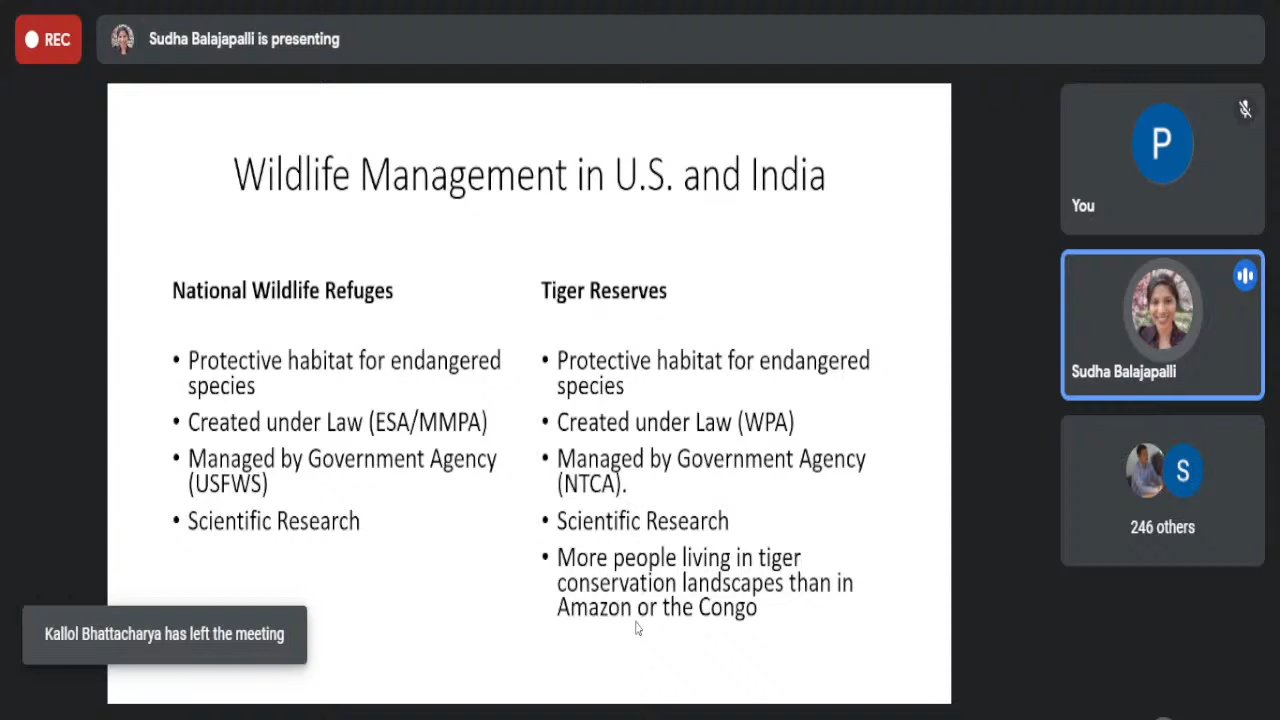 REC
Sudha Balajapalli is presenting
Wildlife Management in U.S. and India
National Wildlife Refuges
• Protective habitat for endangered
species
• Created under Law (ESA/MMPA)
• Managed by Government Agency
(USFWS)
• Scientific Research
Tiger Reserves
• Protective habitat for endangered
species
• Created under Law (WPA)
• Managed by Government Agency
(NTCA).
• Scientific Research
• More people living in tiger
conservation landscapes than in
Amazon or the Congo
P
You
Sudha Balajapalli
S
246 others
Kallol Bhattacharya has left the meeting